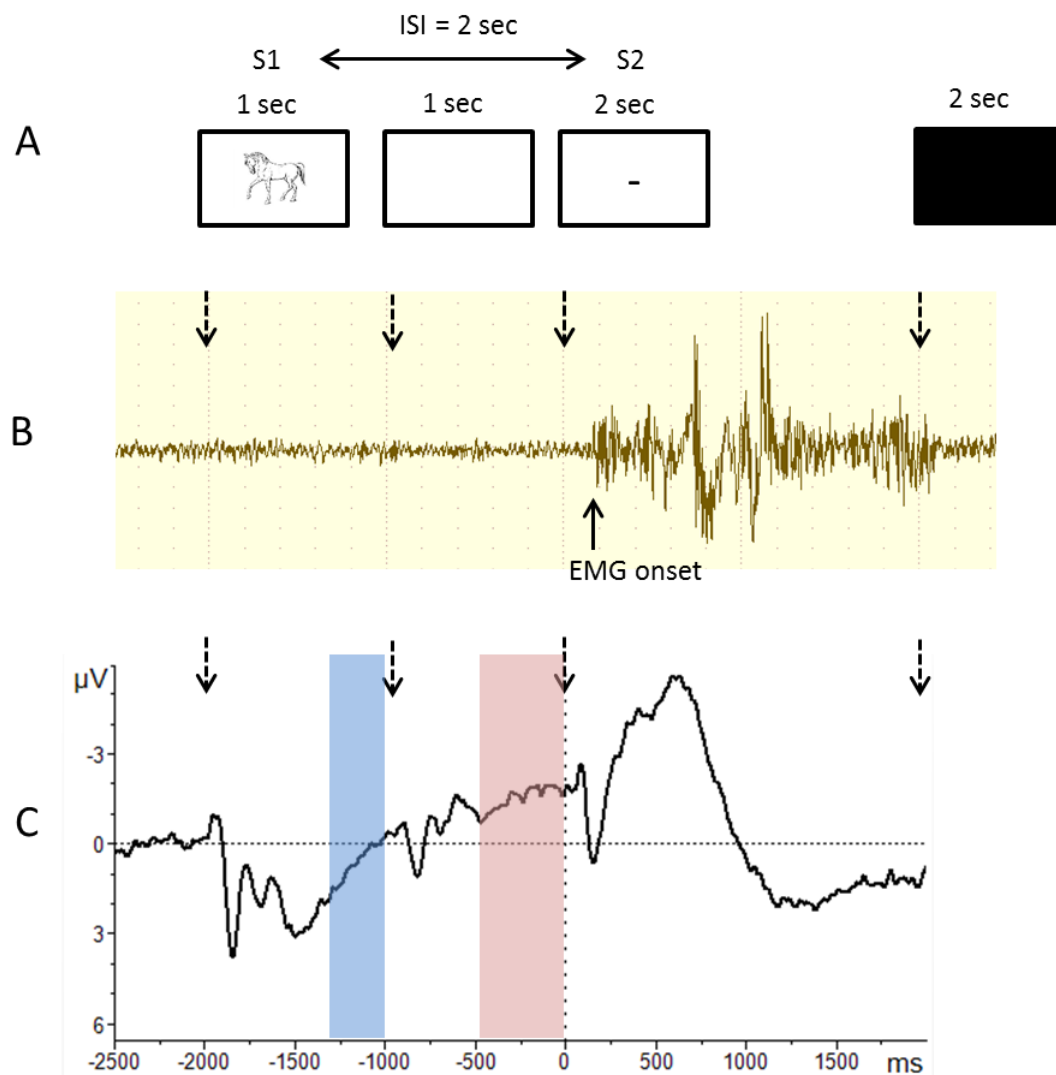 ISI = 2 sec
S1 S2
1 sec 1 sec 2 sec 2 sec
A
-
B
EMG onset
C
µV
-3
0
3
6
-2500 -2000 -1500 -1000 -500 0 500 1000 1500 ms